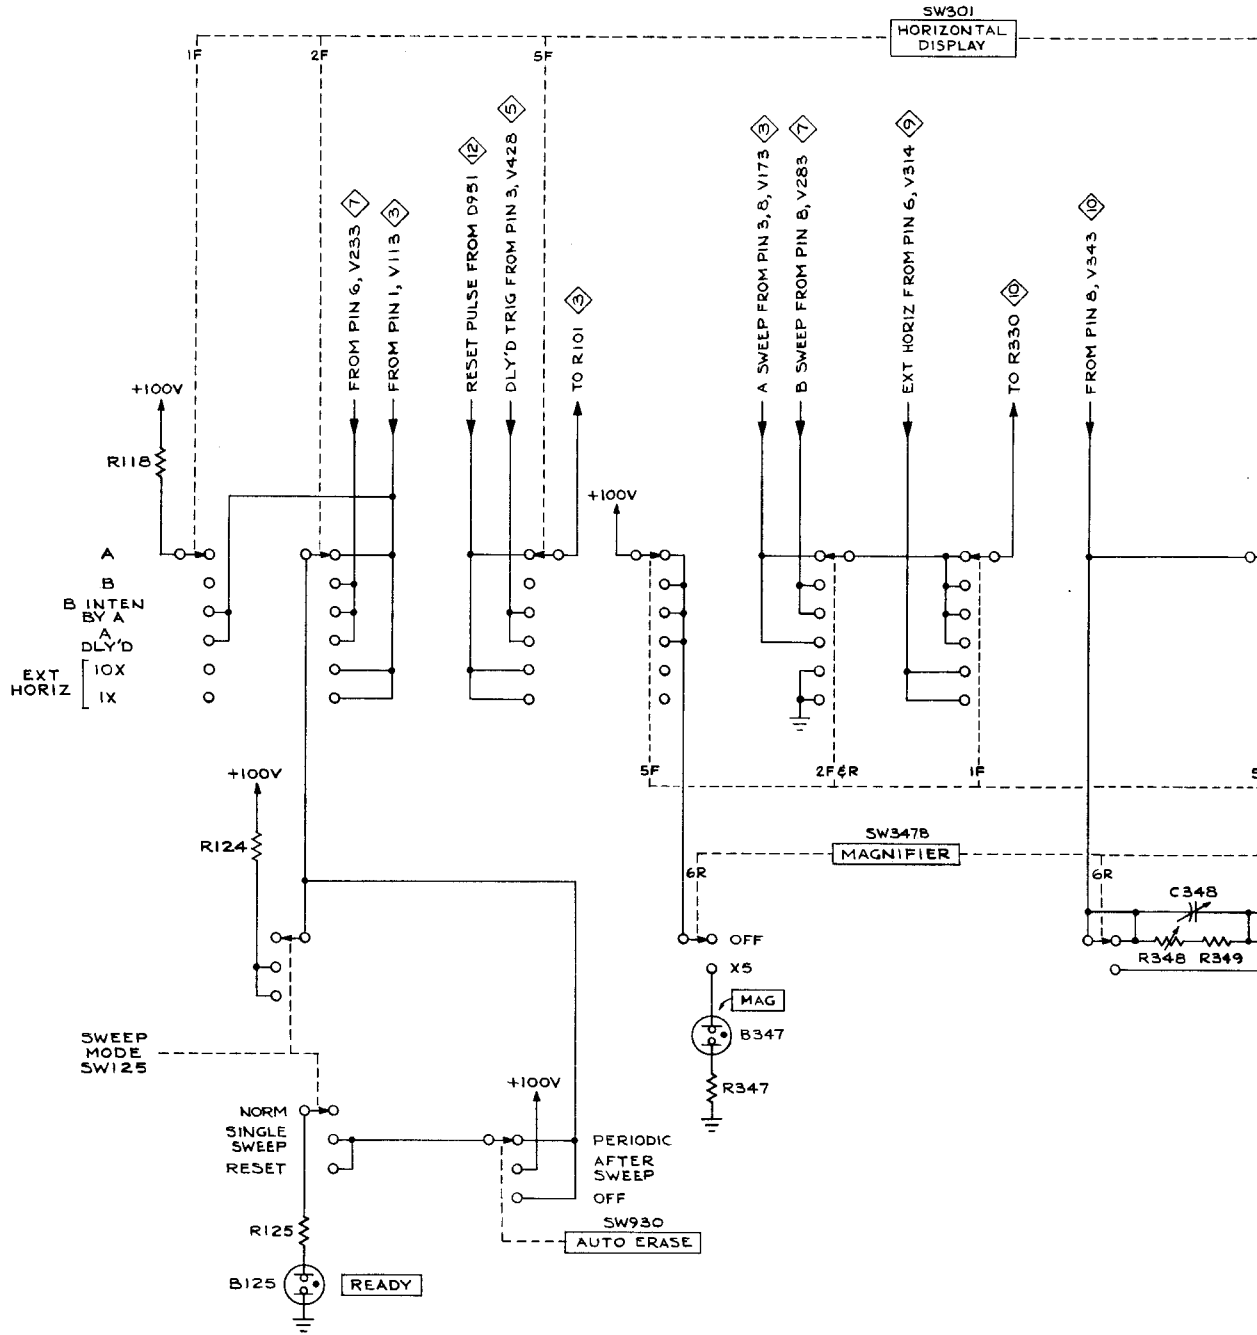 SW301
HORIZONTAL
DISPLAY
1F
2F
5F
FROM PIN 6, V233 7
FROM PIN 1, V113 3
RESET PULSE FROM D951 12
DLY'D TRIG FROM PIN 3, V428 5
TO R101 3
A SWEEP FROM PIN 3, 8, V173 3
B SWEEP FROM PIN 8, V283 7
EXT HORIZ FROM PIN 6, V314 9
TO R330 10
FROM PIN 8, V343 10
+100V
R118
+100V
A
B
B INTEN
BY A
A
DLY'D
EXT
HORIZ
10X
1X
5F
2F&R
1F
5
+100V
R124
SW347B
MAGNIFIER
6R
6R
C348
R348
R349
OFF
X5
MAG
B347
R347
SWEEP
MODE
SW125
+100V
NORM
SINGLE
SWEEP
RESET
PERIODIC
AFTER
SWEEP
OFF
SW930
AUTO ERASE
R125
B125
READY